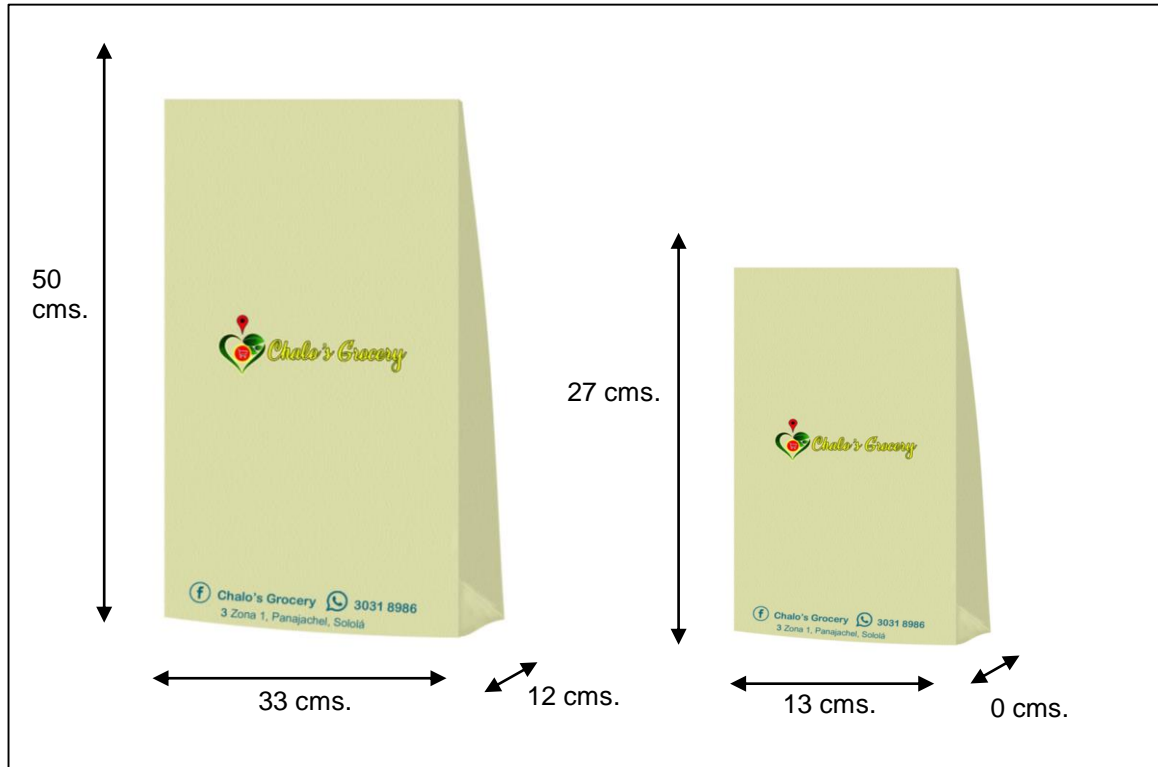 50
cms.
Chalo's Grocery
Chalo's Grocery 3031 8986
3 Zona 1, Panajachel, Sololá
33 cms.
12 cms.
27 cms.
Chalo's Grocery
Chalo's Grocery 3031 8986
3 Zona 1, Panajachel, Sololá
13 cms.
0 cms.